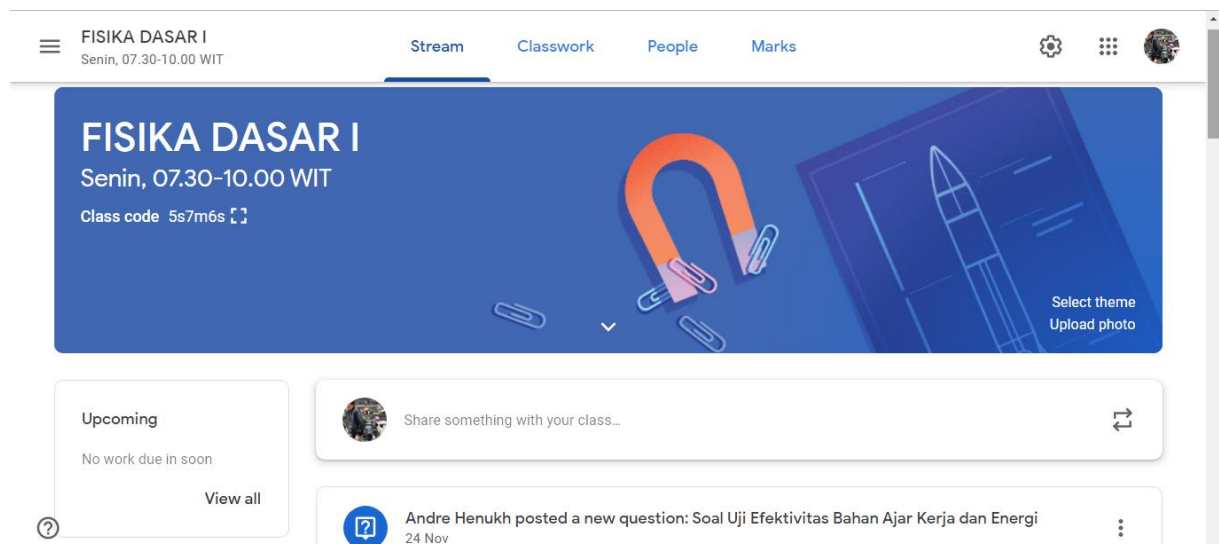 FISIKA DASAR I
Senin, 07.30-10.00 WIT
Stream Classwork People Marks
FISIKA DASAR I
Senin, 07.30-10.00 WIT
Class code 5s7m6s
Select theme
Upload photo
Upcoming
No work due in soon
View all
Share something with your class...
Andre Henukh posted a new question: Soal Uji Efektivitas Bahan Ajar Kerja dan Energi
24 Nov